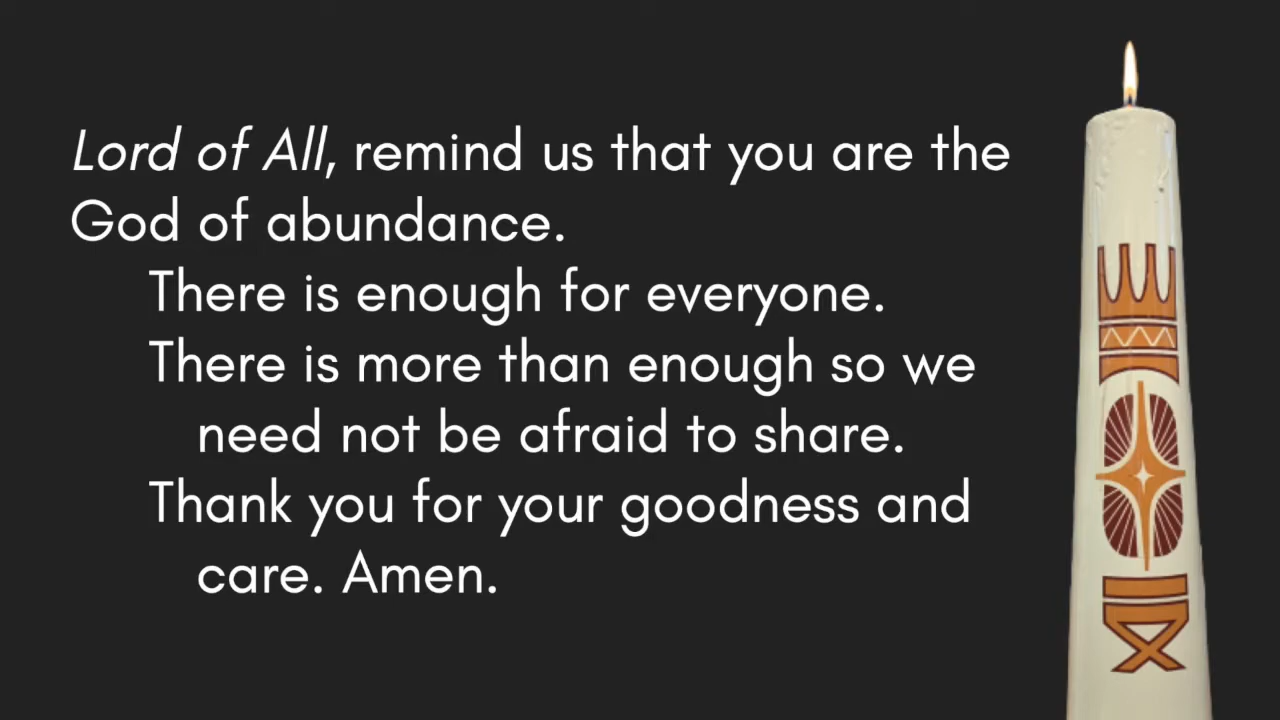 Lord of All, remind us that you are the
God of abundance.
There is enough for everyone.
There is more than enough so we
need not be afraid to share.
Thank you for your goodness and
care. Amen.